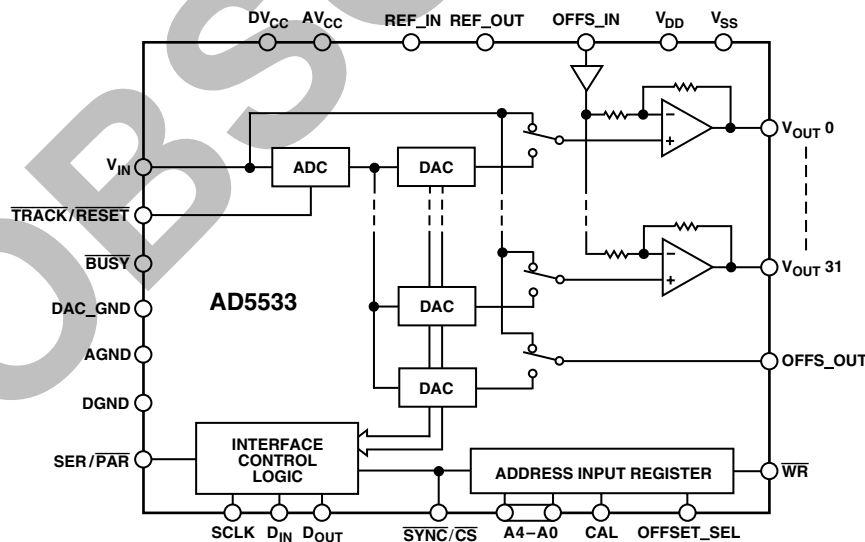 DVCC AVCC REF_IN REF_OUT OFFS_IN VDD VSS
VIN
ADC
DAC
VOUT 0
TRACK/RESET
BUSY
DAC_GND
AGND
DGND
SER/PAR
AD5533
DAC
VOUT 31
DAC
OFFS_OUT
INTERFACE
CONTROL
LOGIC
ADDRESS INPUT REGISTER
WR
SCLK DIN DOUT SYNC/CS A4–A0 CAL OFFSET_SEL
– +
– +
OBS